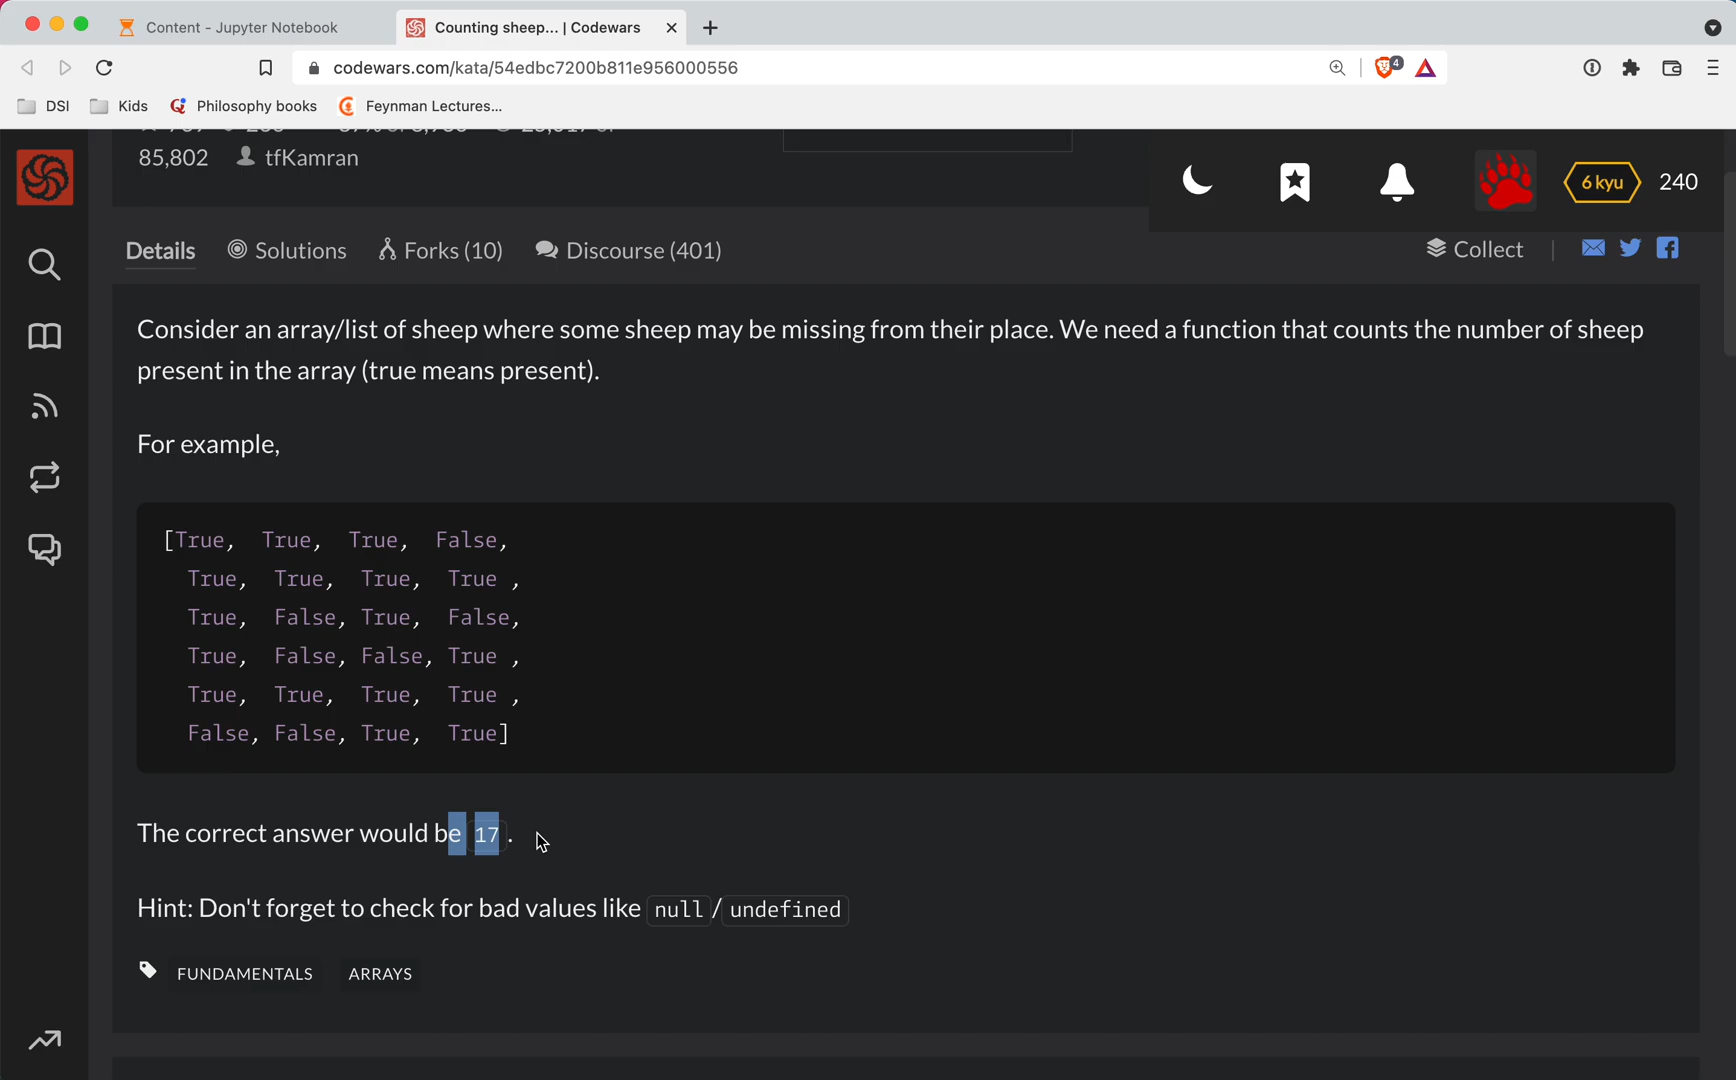 Content - Jupyter Notebook
Counting sheep... | Codewars
codewars.com/kata/54edbc7200b811e956000556
4
DSI
Kids
Philosophy books
Feynman Lectures...
85,802 tfKamran
6 kyu 240
Details Solutions Forks (10) Discourse (401)
Collect
Consider an array/list of sheep where some sheep may be missing from their place. We need a function that counts the number of sheep
present in the array (true means present).
For example,
[True, True, True, False,
True, True, True, True ,
True, False, True, False,
True, False, False, True ,
True, True, True, True ,
False, False, True, True]
The correct answer would be 17 .
Hint: Don't forget to check for bad values like null / undefined
FUNDAMENTALS ARRAYS